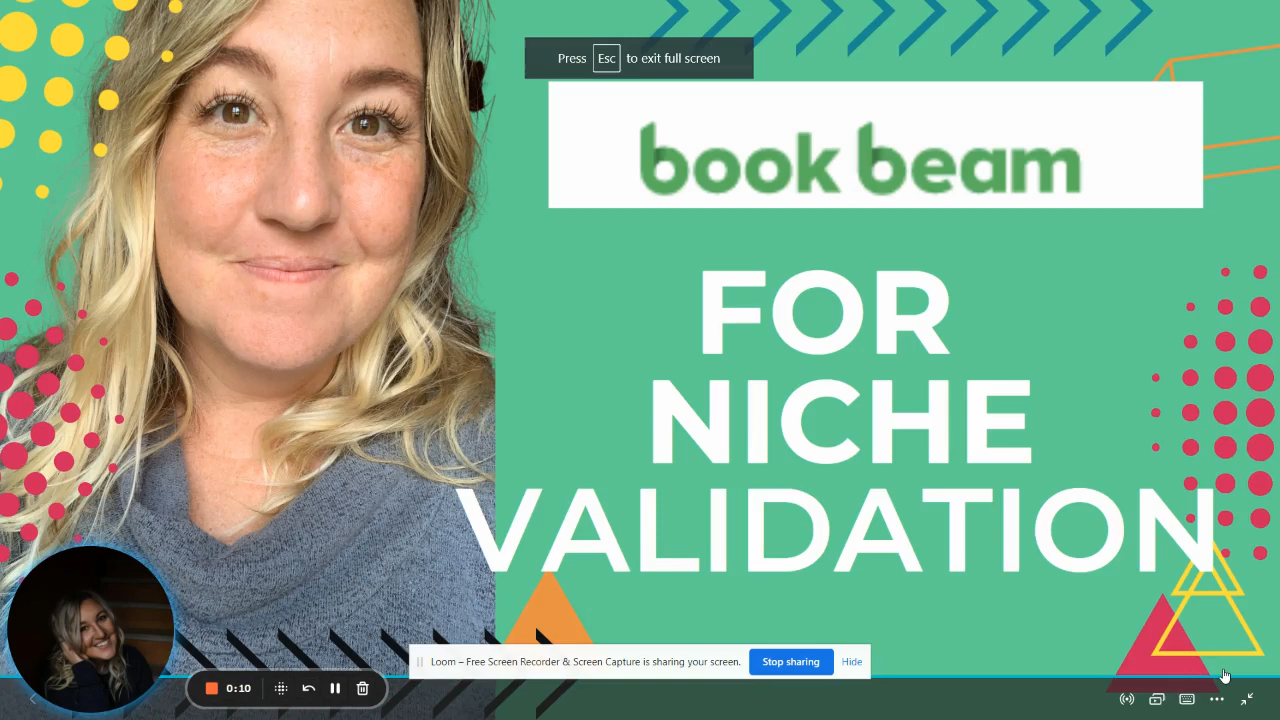 Press Esc to exit full screen
book beam
FOR
NICHE
VALIDATION
Loom – Free Screen Recorder & Screen Capture is sharing your screen. Stop sharing Hide
0:10